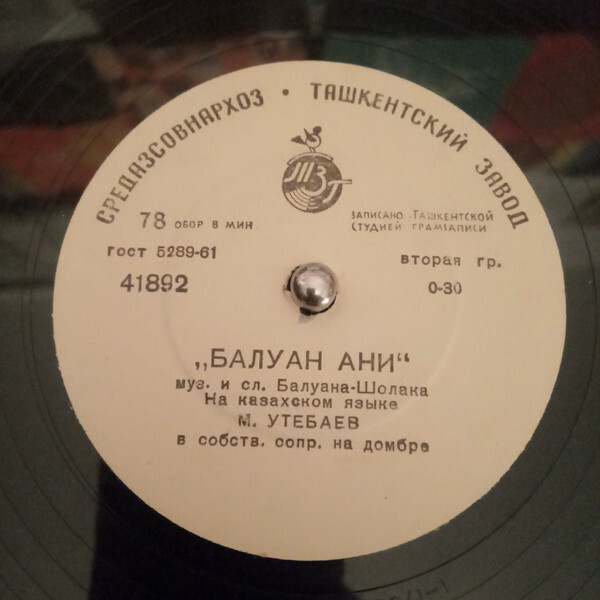 СРЕДАЗСОВНАРХОЗ • ТАШКЕНТСКИЙ ЗАВОД
ТЗГ
78 ОБОР В МИН
ЗАПИСАНО ТАШКЕНТСКОЙ
СТУДИЕЙ ГРАМЗАПИСИ
ГОСТ 5289-61
вторая гр.
41892
0-30
„БАЛУАН АНИ“
муз. и сл. Балуана-Шолака
На казахском языке
М. УТЕБАЕВ
в собств. сопр. на домбре